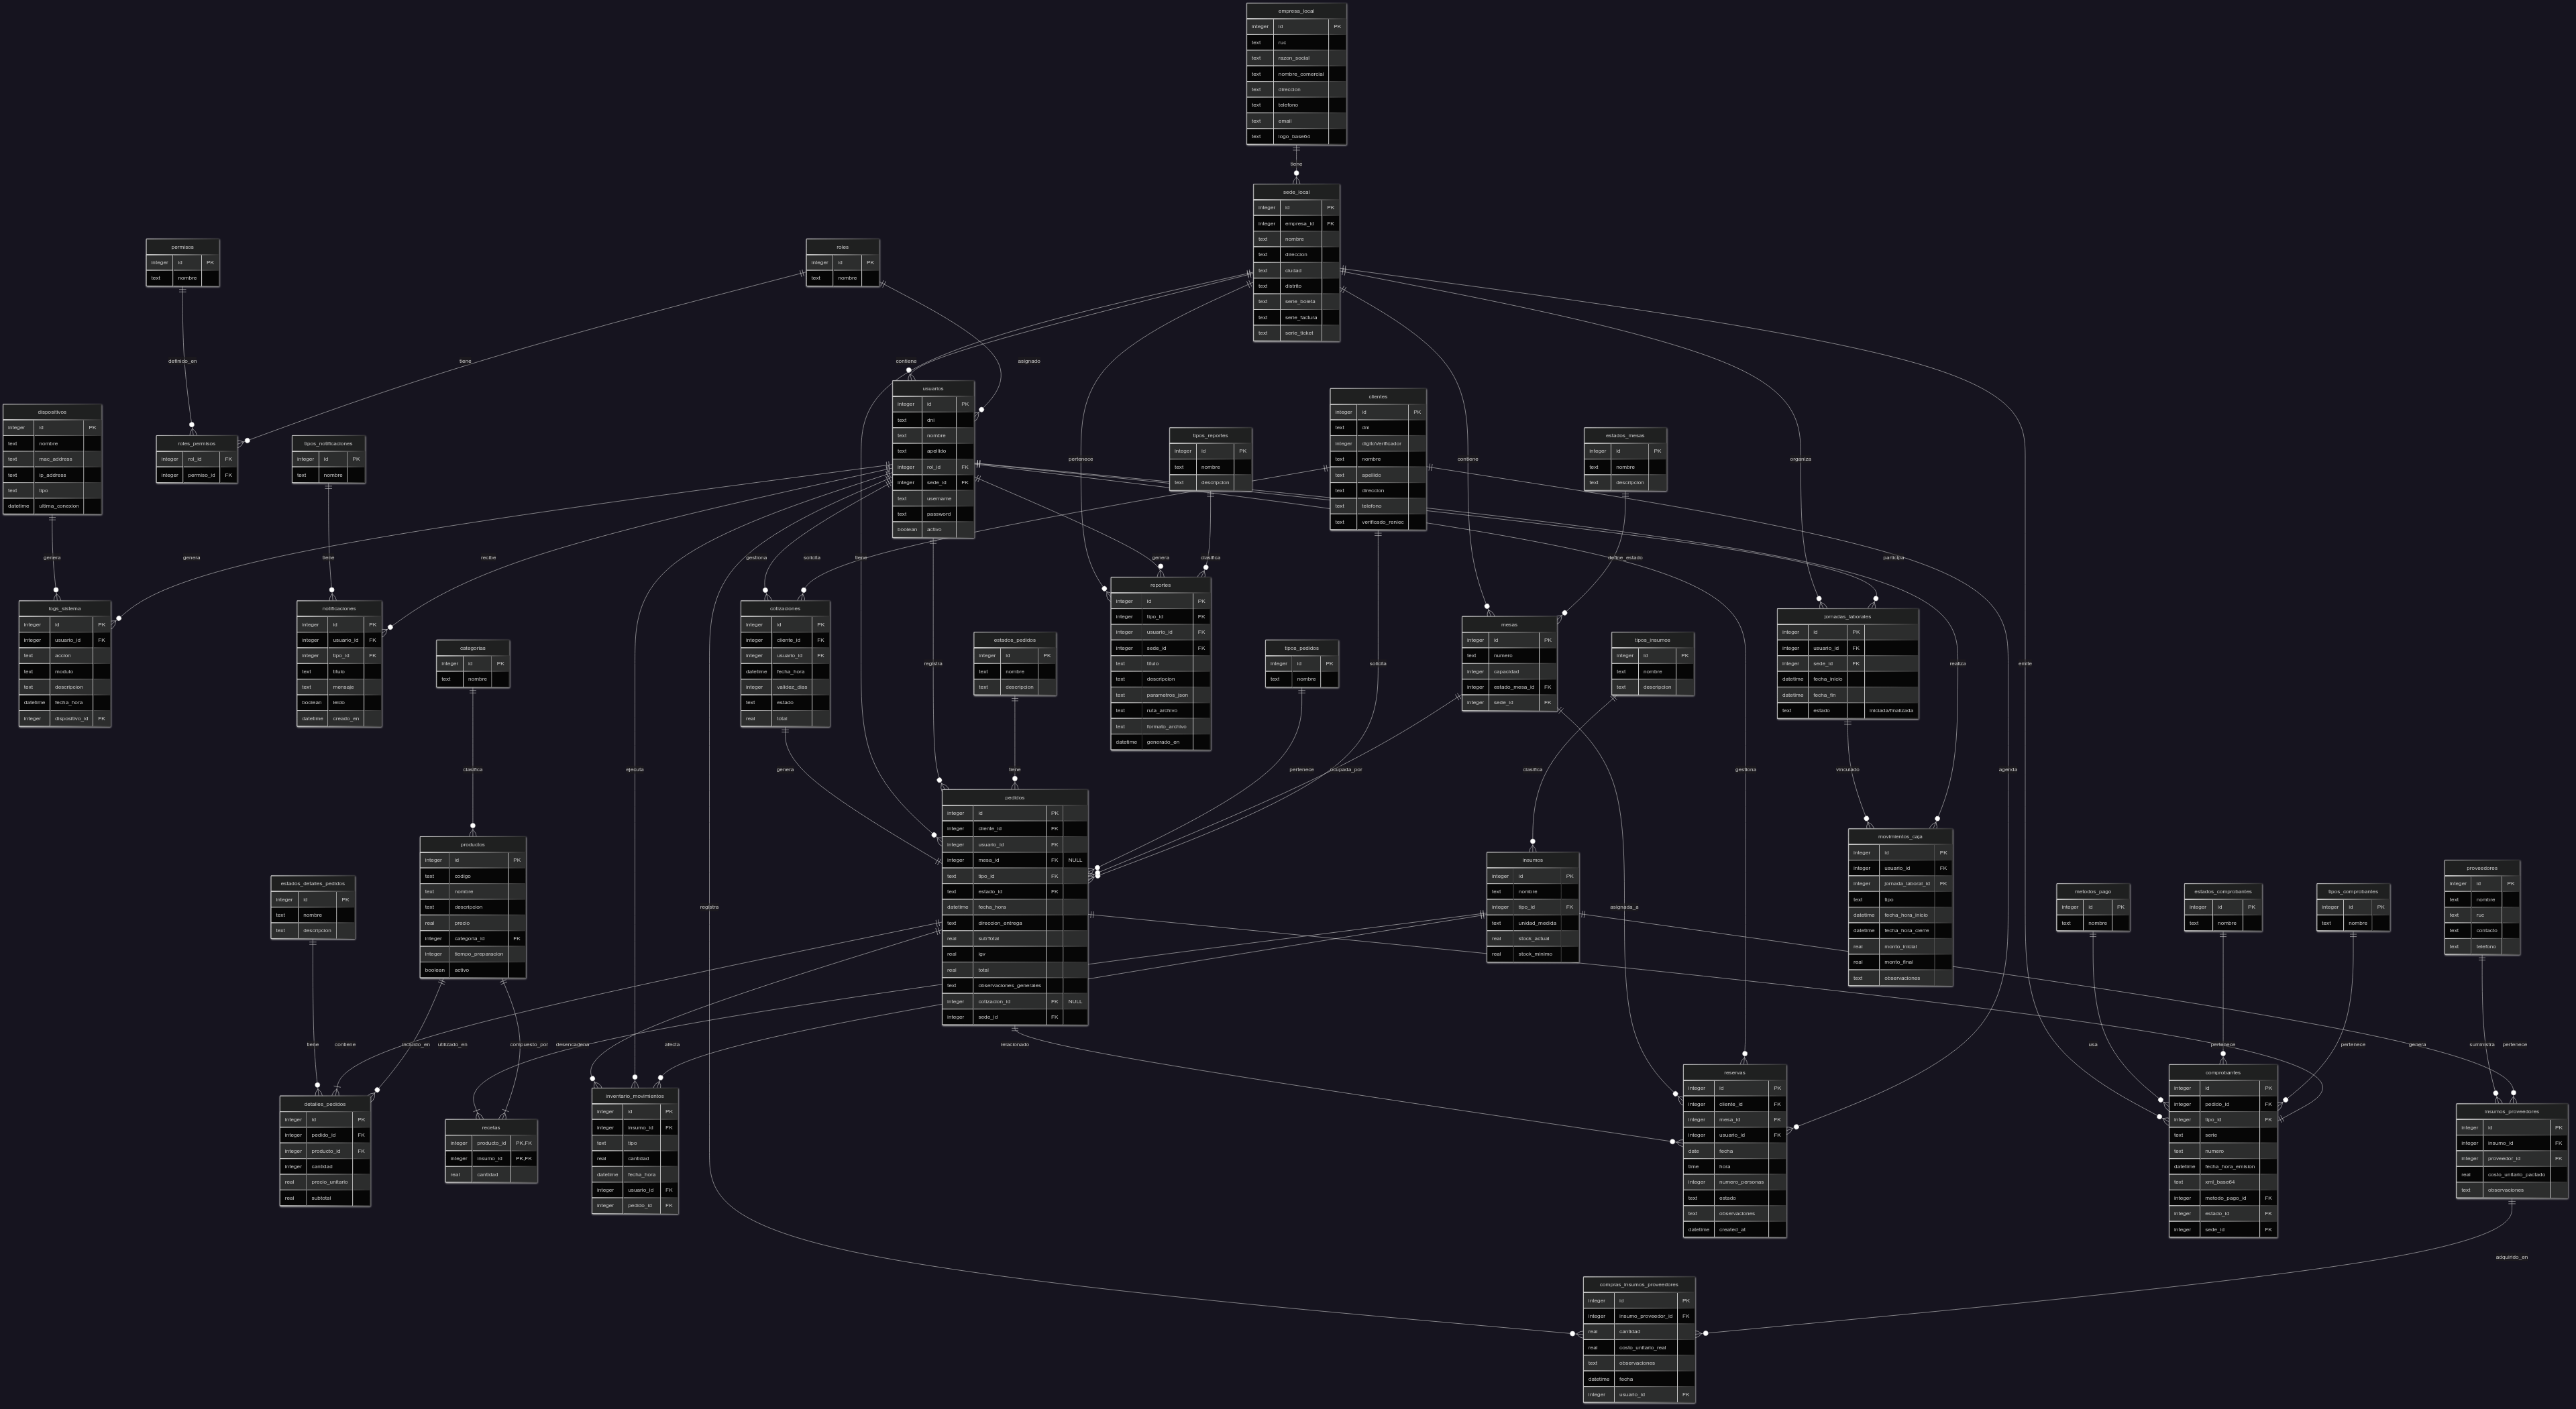 empresa_local
integer id PK
text ruc
text razon_social
text nombre_comercial
text direccion
text telefono
text email
text logo_base64
tiene
sede_local
integer id PK
integer empresa_id FK
text nombre
text direccion
text ciudad
text distrito
text serie_boleta
text serie_factura
text serie_ticket
permisos
integer id PK
text nombre
roles
integer id PK
text nombre
definido_en
tiene
contiene
asignado
usuarios
integer id PK
text dni
text nombre
text apellido
integer rol_id FK
integer sede_id FK
text username
text password
boolean activo
clientes
integer id PK
text dni
integer digitoVerificador
text nombre
text apellido
text direccion
text telefono
text verificado_reniec
dispositivos
integer id PK
text nombre
text mac_address
text ip_address
text tipo
datetime ultima_conexion
roles_permisos
integer rol_id FK
integer permiso_id FK
tipos_notificaciones
integer id PK
text nombre
tipos_reportes
integer id PK
text nombre
text descripcion
estados_mesas
integer id PK
text nombre
text descripcion
pertenece
contiene
organiza
genera
genera
tiene
recibe
gestiona
solicita
tiene
genera
clasifica
define_estado
participa
logs_sistema
integer id PK
integer usuario_id FK
text accion
text modulo
text descripcion
datetime fecha_hora
integer dispositivo_id FK
notificaciones
integer id PK
integer usuario_id FK
integer tipo_id FK
text titulo
text mensaje
boolean leido
datetime creado_en
categorias
integer id PK
text nombre
cotizaciones
integer id PK
integer cliente_id FK
integer usuario_id FK
datetime fecha_hora
integer validez_dias
text estado
real total
estados_pedidos
integer id PK
text nombre
text descripcion
reportes
integer id PK
integer tipo_id FK
integer usuario_id FK
integer sede_id FK
text titulo
text descripcion
text parametros_json
text ruta_archivo
text formato_archivo
datetime generado_en
tipos_pedidos
integer id PK
text nombre
mesas
integer id PK
text numero
integer capacidad
integer estado_mesa_id FK
integer sede_id FK
tipos_insumos
integer id PK
text nombre
text descripcion
jornadas_laborales
integer id PK
integer usuario_id FK
integer sede_id FK
datetime fecha_inicio
datetime fecha_fin
text estado iniciada/finalizada
registra
solicita
realiza
emite
clasifica
ejecuta
genera
tiene
pertenece
ocupada_por
clasifica
gestiona
vinculado
agenda
pedidos
integer id PK
integer cliente_id FK
integer usuario_id FK
integer mesa_id FK NULL
text tipo_id FK
text estado_id FK
datetime fecha_hora FK
text direccion_entrega
real subTotal
real igv
real total
text observaciones_generales
integer cotizacion_id FK NULL
integer sede_id FK
productos
integer id PK
text codigo
text nombre
text descripcion
real precio
integer categoria_id FK
integer tiempo_preparacion
boolean activo
estados_detalles_pedidos
integer id PK
text nombre
text descripcion
insumos
integer id PK
text nombre
integer tipo_id FK
text unidad_medida
real stock_actual
real stock_minimo
movimientos_caja
integer id PK
integer usuario_id FK
integer jornada_laboral_id FK
text tipo
datetime fecha_hora_inicio
datetime fecha_hora_cierre
real monto_inicial
real monto_final
text observaciones
metodos_pago
integer id PK
text nombre
estados_comprobantes
integer id PK
text nombre
tipos_comprobantes
integer id PK
text nombre
proveedores
integer id PK
text nombre
text ruc
text contacto
text telefono
registra
asignada_a
tiene
contiene
incluido_en
utilizado_en
compuesto_por
desencadena
afecta
relacionado
usa
pertenece
pertenece
genera
suministra
pertenece
detalles_pedidos
integer id PK
integer pedido_id FK
integer producto_id FK
integer cantidad
real precio_unitario
real subtotal
recetas
integer producto_id PK,FK
integer insumo_id PK,FK
real cantidad
inventario_movimientos
integer id PK
integer insumo_id FK
text tipo
real cantidad
datetime fecha_hora
integer usuario_id FK
integer pedido_id FK
reservas
integer id PK
integer cliente_id FK
integer mesa_id FK
integer usuario_id FK
date fecha
time hora
integer numero_personas
text estado
text observaciones
datetime created_at
comprobantes
integer id PK
integer pedido_id FK
integer tipo_id FK
text serie
text numero
datetime fecha_hora_emision
text xml_base64
integer metodo_pago_id FK
integer estado_id FK
integer sede_id FK
insumos_proveedores
integer id PK
integer insumo_id FK
integer proveedor_id FK
real costo_unitario_pactado
text observaciones
adquirido_en
compras_insumos_proveedores
integer id PK
integer insumo_proveedor_id FK
real cantidad
real costo_unitario_real
text observaciones
datetime fecha
integer usuario_id FK